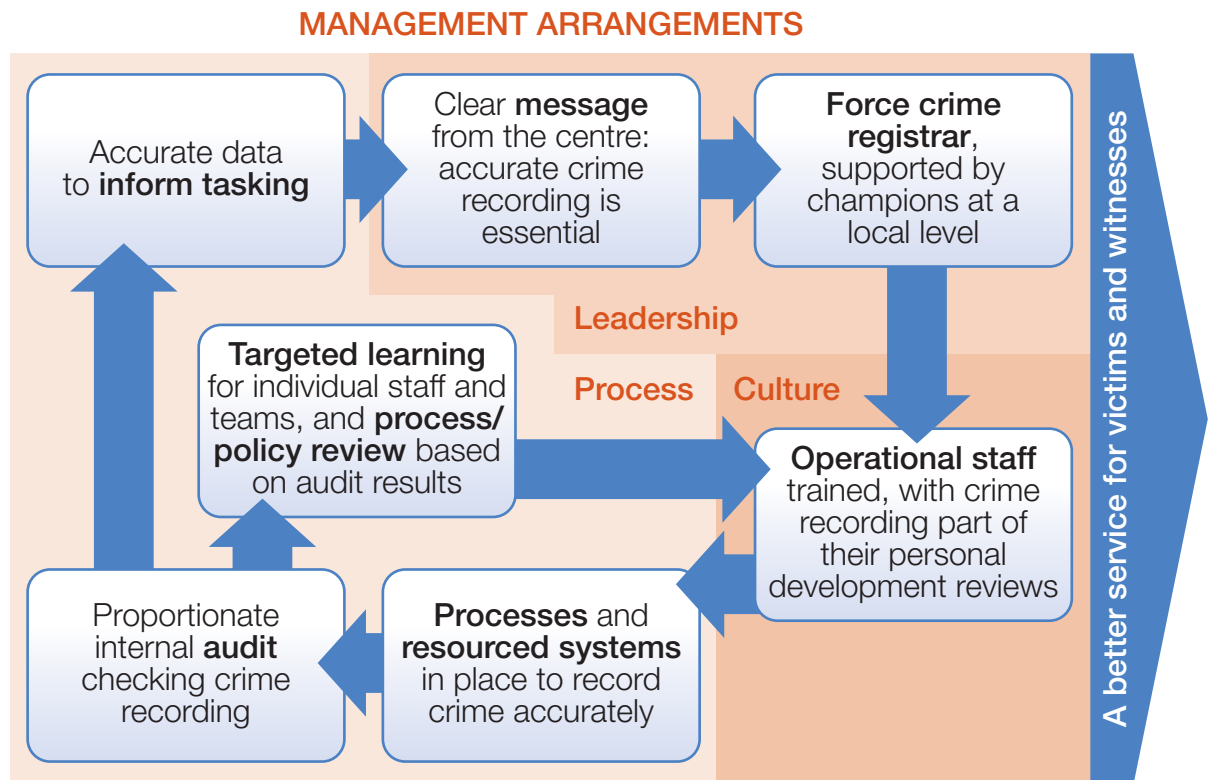 MANAGEMENT ARRANGEMENTS
Accurate data
to inform tasking
Clear message
from the centre:
accurate crime
recording is
essential
Force crime
registrar,
supported by
champions at a
local level
Leadership
Process
Culture
Targeted learning
for individual staff and
teams, and process/
policy review based
on audit results
Operational staff
trained, with crime
recording part of
their personal
development reviews
Proportionate
internal audit
checking crime
recording
Processes and
resourced systems
in place to record
crime accurately
A better service for victims and witnesses